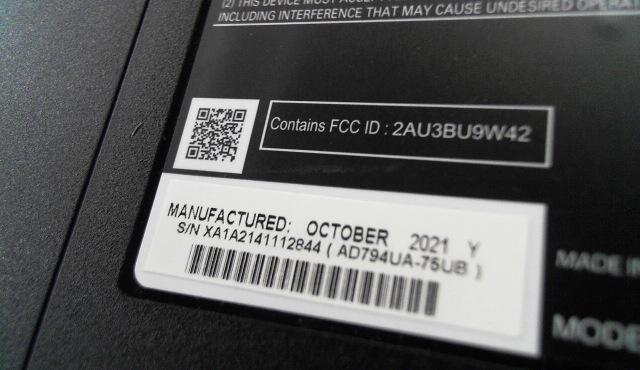 (2) THIS DEVICE MUST ACCEPT
INCLUDING INTERFERENCE THAT MAY CAUSE UNDESIRED OPERA
Contains FCC ID : 2AU3BU9W42
MANUFACTURED: OCTOBER 2021 Y
S/N XA1A2141112844 ( AD794UA-75UB )
MADE IN
MODE